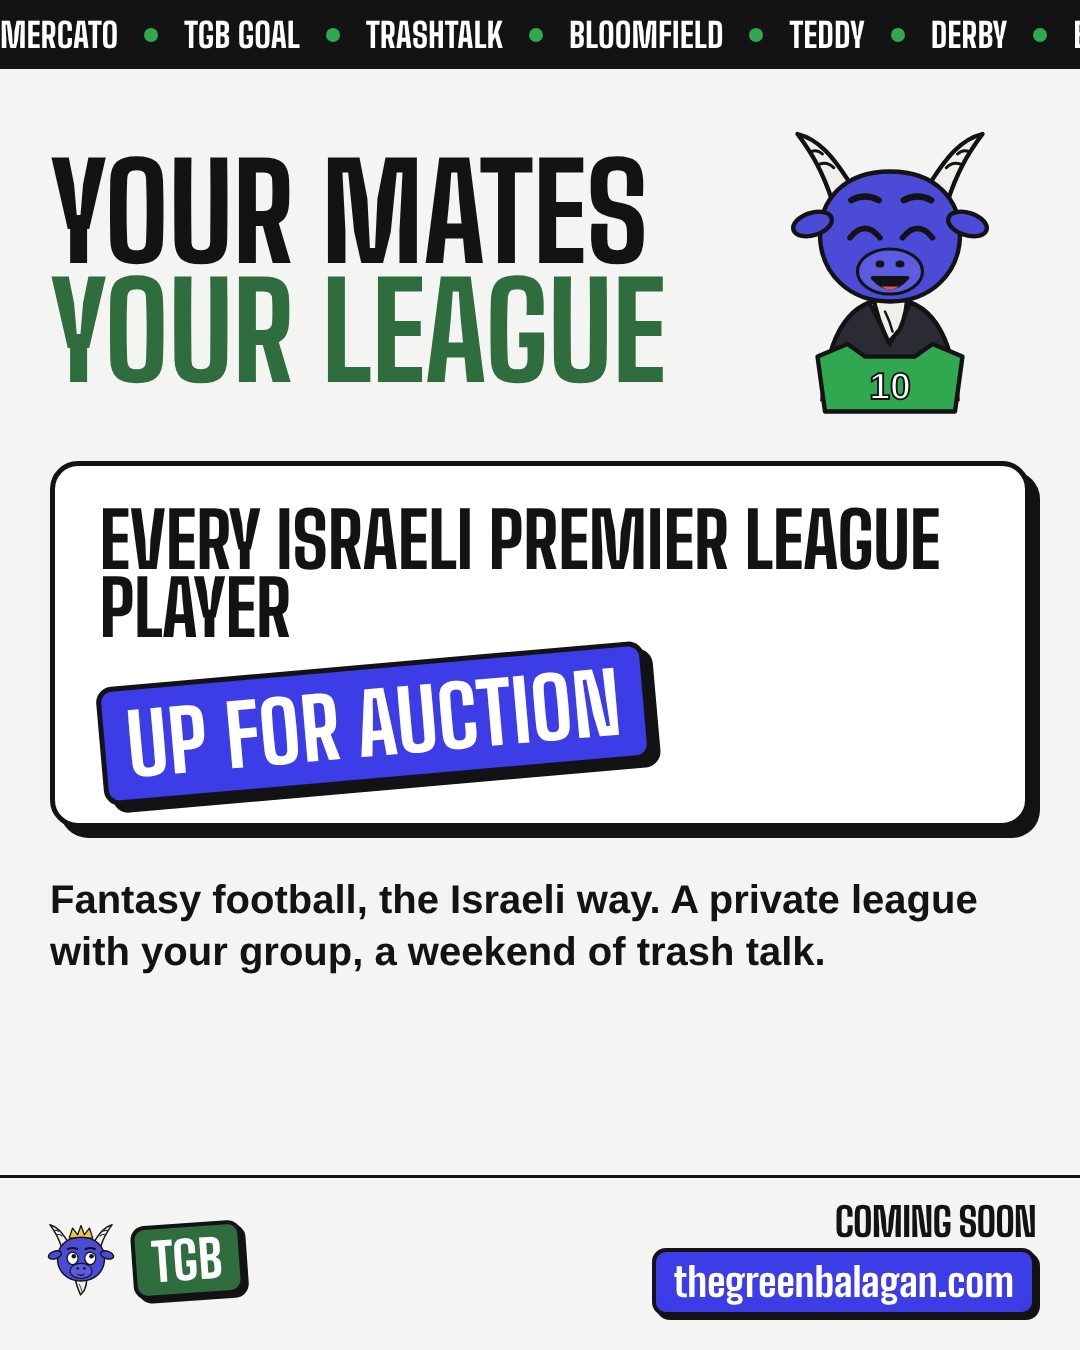 MERCATO • TGB GOAL • TRASHTALK • BLOOMFIELD • TEDDY • DERBY •
YOUR MATES
YOUR LEAGUE
10
EVERY ISRAELI PREMIER LEAGUE
PLAYER
UP FOR AUCTION
Fantasy football, the Israeli way. A private league
with your group, a weekend of trash talk.
TGB
COMING SOON
thegreenbalagan.com